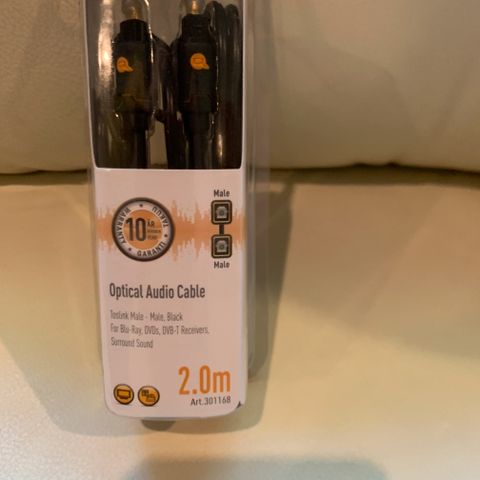 Male
10 ÅR
GARANTI
Male
Optical Audio Cable
Toslink Male - Male, Black
For Blu-Ray, DVDs, DVB-T Receivers,
Surround Sound
2.0m
Art.301168